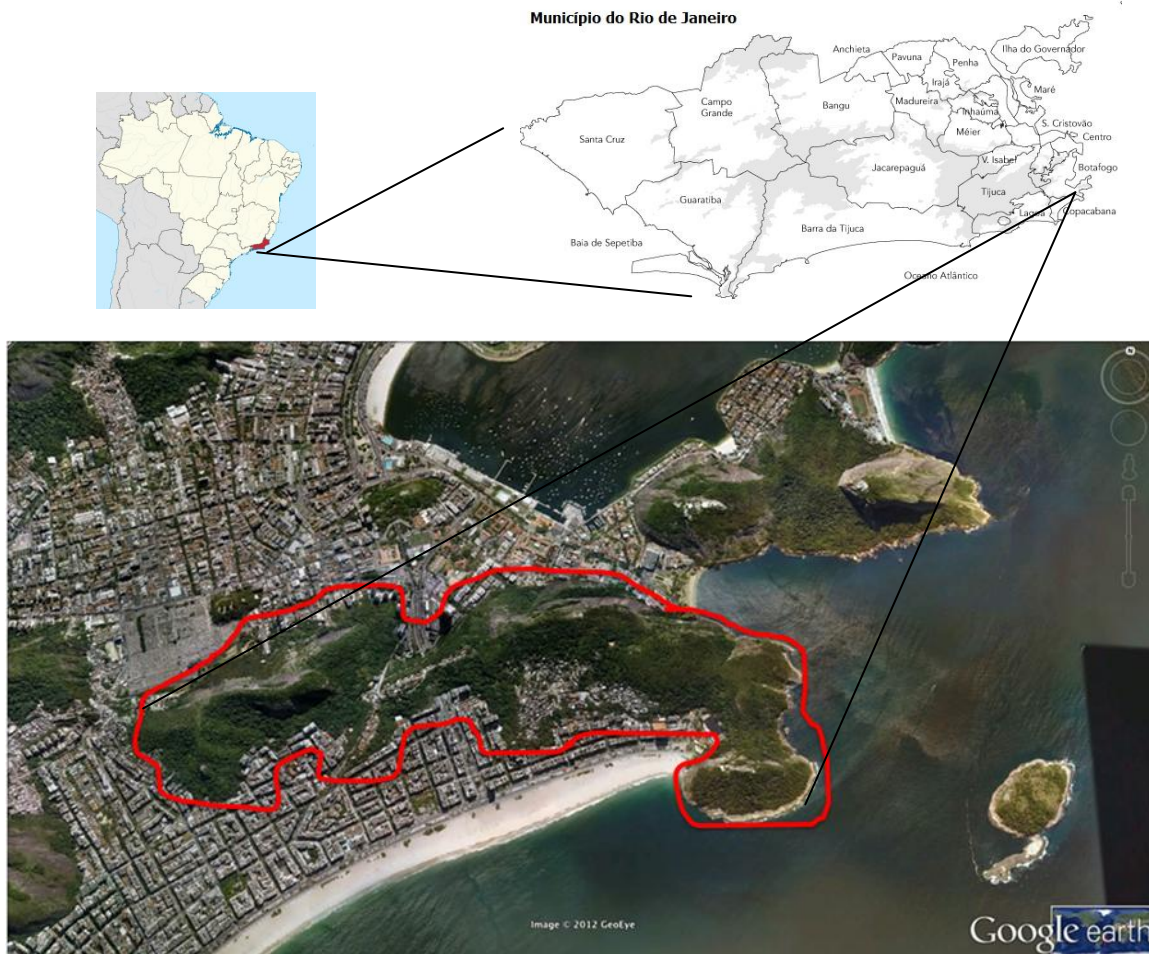 Município do Rio de Janeiro
Ilha do Governador
Anchieta
Pavuna
Penha
Irajá
Maré
Campo
Grande
Bangu
Madureira
Inhaúma
S. Cristovão
Santa Cruz
Méier
Centro
V. Isabel
Jacarepaguá
Botafogo
Tijuca
Guaratiba
Lagoa
Copacabana
Barra da Tijuca
Baia de Sepetiba
Oceano Atlântico
N
Image © 2012 GeoEye
Google earth